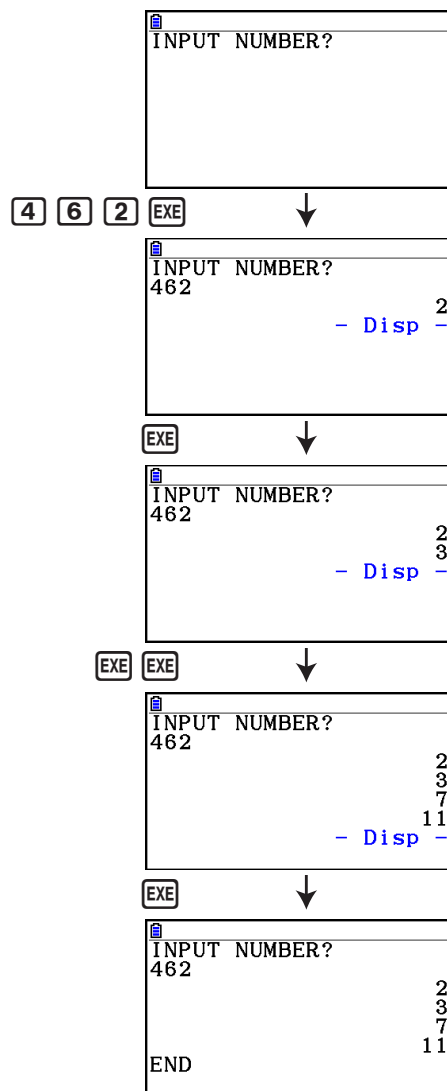 INPUT NUMBER?
4 6 2 EXE
INPUT NUMBER?
462
2
- Disp -
EXE
INPUT NUMBER?
462
2
3
- Disp -
EXE EXE
INPUT NUMBER?
462
2
3
7
11
- Disp -
EXE
INPUT NUMBER?
462
2
3
7
11
END